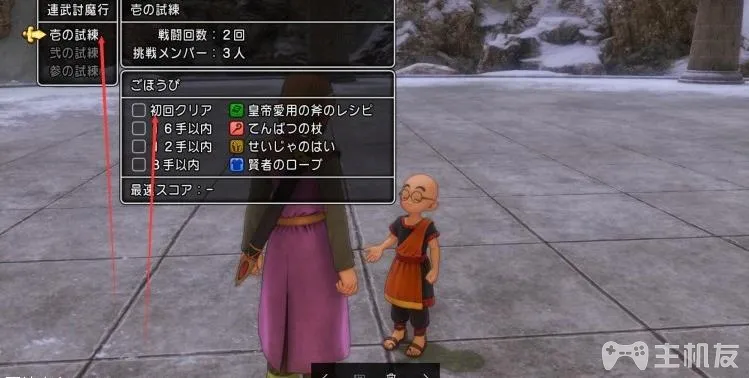 連武討魔行
壱の試練
弐の試練
参の試練
壱の試練
戦闘回数：２回
挑戦メンバー：３人
ごほうび
初回クリア 皇帝愛用の斧のレシピ
１６手以内 てんばつの杖
１２手以内 せいじゃのはい
８手以内 賢者のローブ
最速スコア：－
主机友